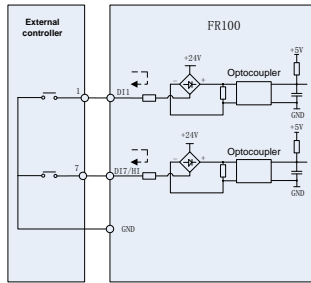 External
controller
FR100
+24V
+5V
Optocoupler
1
DI1
- +
GND
+24V
+5V
Optocoupler
7
DI7/HI
- +
GND
GND